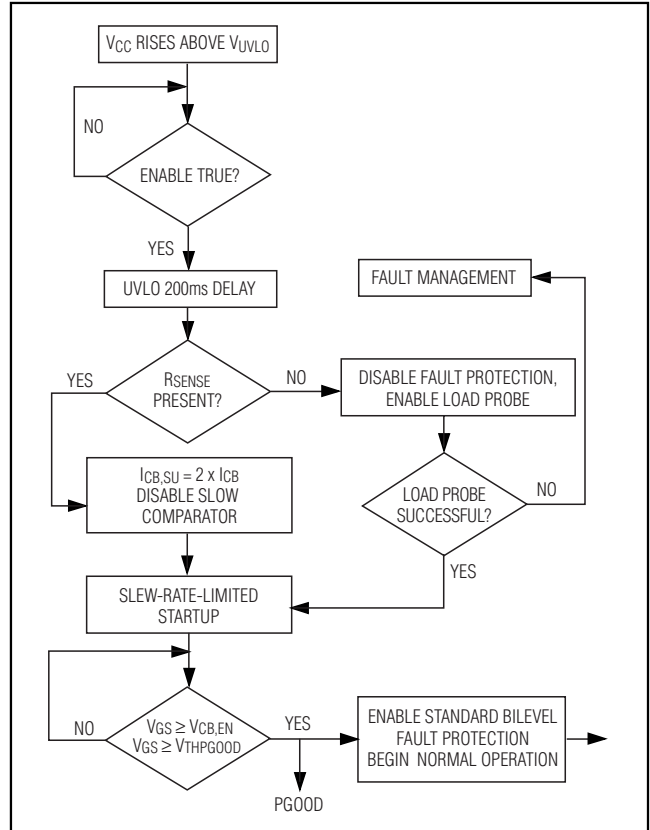 VCC RISES ABOVE VUVLO
NO
ENABLE TRUE?
YES
UVLO 200ms DELAY
FAULT MANAGEMENT
YES
RSENSE
PRESENT?
NO
DISABLE FAULT PROTECTION,
ENABLE LOAD PROBE
ICB,SU = 2 x ICB
DISABLE SLOW
COMPARATOR
LOAD PROBE
SUCCESSFUL?
NO
YES
SLEW-RATE-LIMITED
STARTUP
NO
VGS ≥ VCB,EN
VGS ≥ VTHPGOOD
YES
ENABLE STANDARD BILEVEL
FAULT PROTECTION
BEGIN NORMAL OPERATION
PGOOD